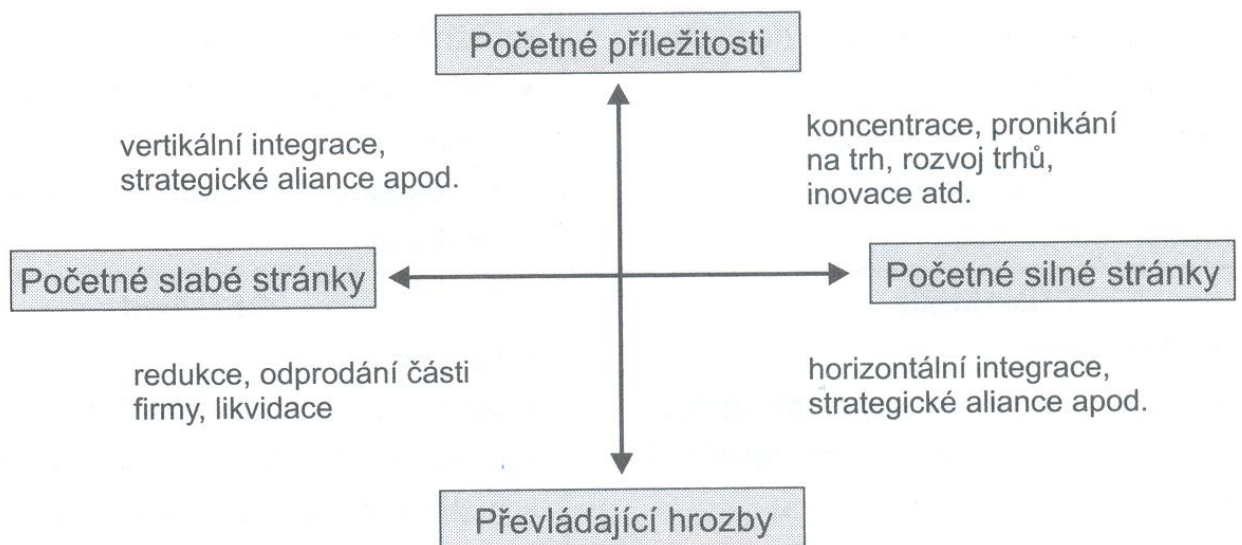 Početné příležitosti
vertikální integrace,
strategické aliance apod.
koncentrace, pronikání
na trh, rozvoj trhů,
inovace atd.
Početné slabé stránky
Početné silné stránky
redukce, odprodání části
firmy, likvidace
horizontální integrace,
strategické aliance apod.
Převládající hrozby